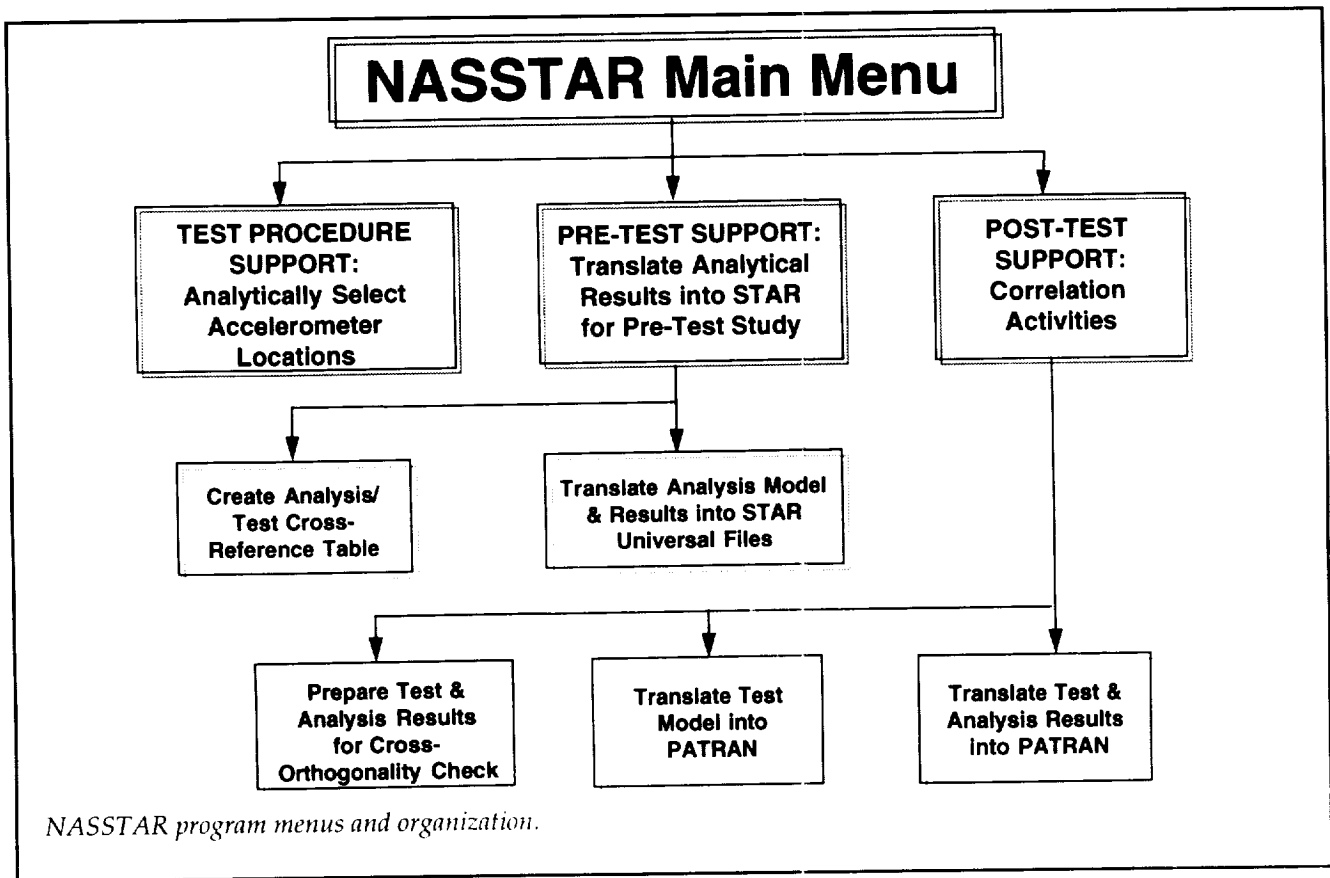 NASSTAR Main Menu
TEST PROCEDURE
SUPPORT:
Analytically Select
Accelerometer
Locations
PRE-TEST SUPPORT:
Translate Analytical
Results into STAR
for Pre-Test Study
POST-TEST
SUPPORT:
Correlation
Activities
Create Analysis/
Test Cross-
Reference Table
Translate Analysis Model
& Results into STAR
Universal Files
Prepare Test &
Analysis Results
for Cross-
Orthogonality Check
Translate Test
Model into
PATRAN
Translate Test &
Analysis Results
into PATRAN
NASSTAR program menus and organization.